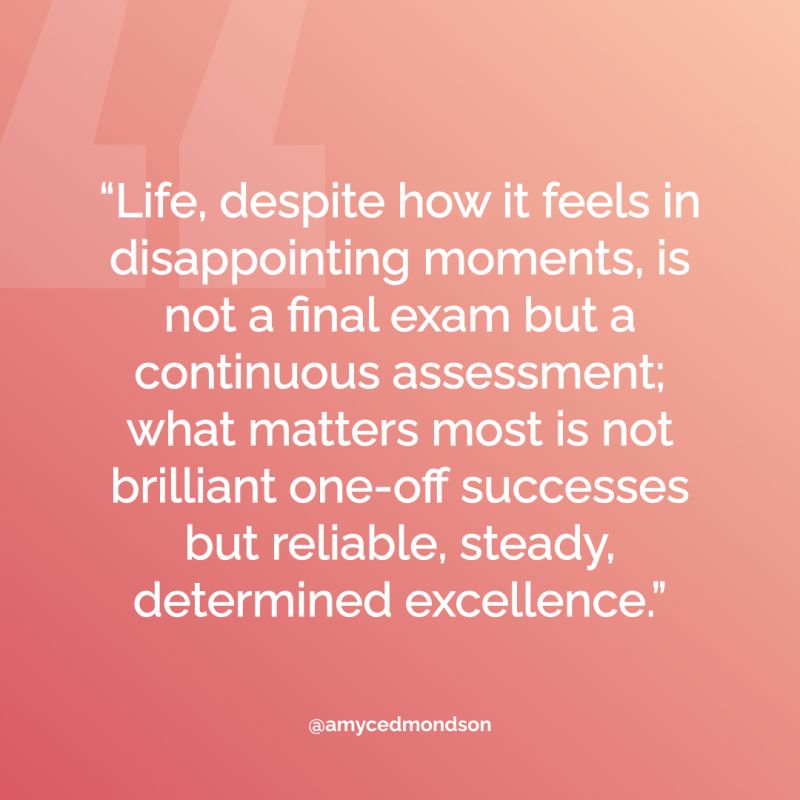 “Life, despite how it feels in
disappointing moments, is
not a final exam but a
continuous assessment;
what matters most is not
brilliant one-off successes
but reliable, steady,
determined excellence.”
@amycedmondson